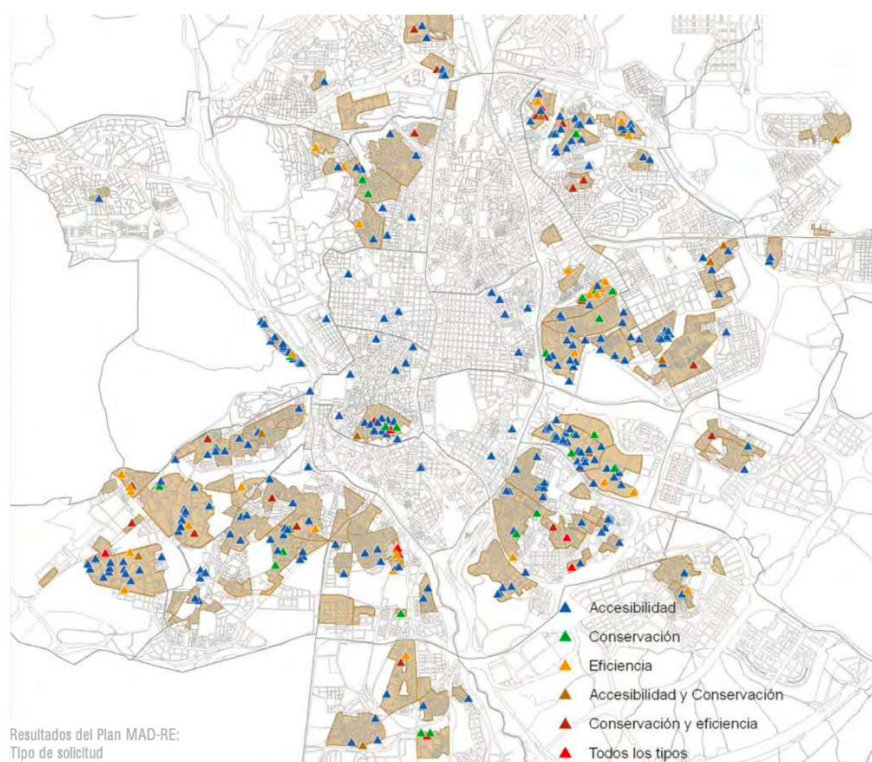 Accesibilidad
Conservación
Eficiencia
Accesibilidad y Conservación
Conservación y eficiencia
Todos los tipos
Resultados del Plan MAD-RE:
Tipo de solicitud